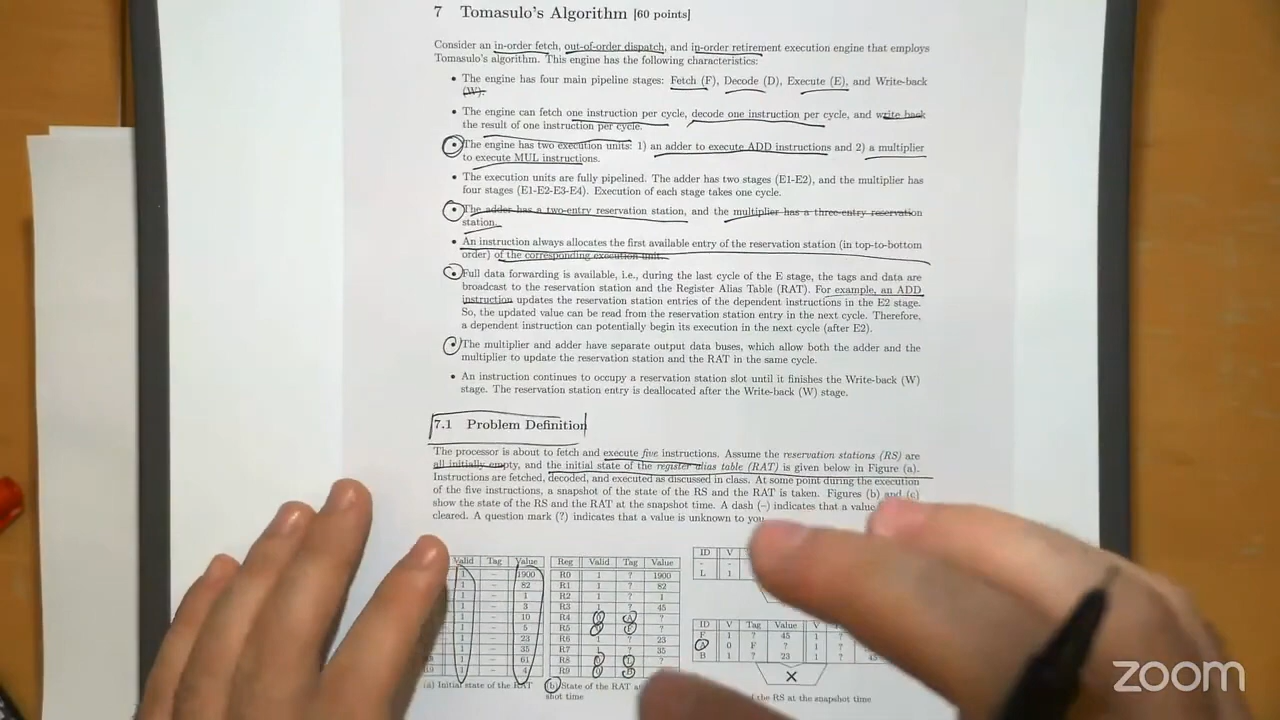 7 Tomasulo's Algorithm [60 points]
Consider an in-order fetch, out-of-order dispatch, and in-order retirement execution engine that employs
Tomasulo's algorithm. This engine has the following characteristics:
• The engine has four main pipeline stages: Fetch (F), Decode (D), Execute (E), and Write-back
(W).
• The engine can fetch one instruction per cycle, decode one instruction per cycle, and write back
the result of one instruction per cycle.
• The engine has two execution units: 1) an adder to execute ADD instructions and 2) a multiplier
to execute MUL instructions.
• The execution units are fully pipelined. The adder has two stages (E1-E2), and the multiplier has
four stages (E1-E2-E3-E4). Execution of each stage takes one cycle.
• The adder has a two-entry reservation station, and the multiplier has a three-entry reservation
station.
• An instruction always allocates the first available entry of the reservation station (in top-to-bottom
order) of the corresponding execution unit.
• Full data forwarding is available, i.e., during the last cycle of the E stage, the tags and data are
broadcast to the reservation station and the Register Alias Table (RAT). For example, an ADD
instruction updates the reservation station entries of the dependent instructions in the E2 stage.
So, the updated value can be read from the reservation station entry in the next cycle. Therefore,
a dependent instruction can potentially begin its execution in the next cycle (after E2).
• The multiplier and adder have separate output data buses, which allow both the adder and the
multiplier to update the reservation station and the RAT in the same cycle.
• An instruction continues to occupy a reservation station slot until it finishes the Write-back (W)
stage. The reservation station entry is deallocated after the Write-back (W) stage.
7.1 Problem Definition
The processor is about to fetch and execute five instructions. Assume the reservation stations (RS) are
all initially empty, and the initial state of the register alias table (RAT) is given below in Figure (a).
Instructions are fetched, decoded, and executed as discussed in class. At some point during the execution
of the five instructions, a snapshot of the state of the RS and the RAT is taken. Figures (b) and (c)
show the state of the RS and the RAT at the snapshot time. A dash (–) indicates that a value
cleared. A question mark (?) indicates that a value is unknown to you.
Valid Tag Value
1 – 1900
1 – 82
1 – 1
1 – 3
1 – 10
1 – 5
1 – 23
1 – 35
1 – 61
1 – 4
(a) Initial state of the RAT
Reg Valid Tag Value
R0 1 ? 1900
R1 1 ? 82
R2 1 ? 1
R3 1 ? 45
R4 ?
R5 ?
R6 1 ? 23
R7 1 ? 35
R8 ?
R9
(b) State of the RAT
shot time
ID V
- -
L 1
ID V Tag Value V
F 1 ? 45 1 ?
A 0 F ? 1
B 1 ? 23 1 ?
×
of the RS at the snapshot time
zoom